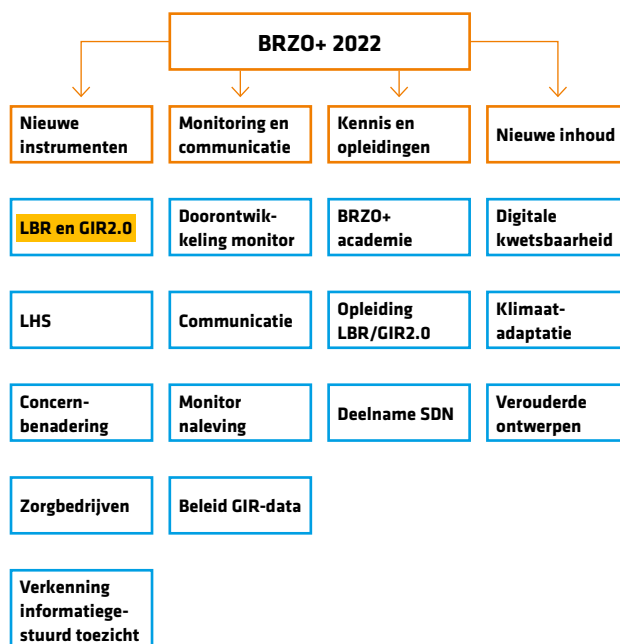 BRZO+ 2022
Nieuwe
instrumenten
Monitoring en
communicatie
Kennis en
opleidingen
Nieuwe inhoud
LBR en GIR2.0
Doorontwik-
keling monitor
BRZO+
academie
Digitale
kwetsbaarheid
LHS
Communicatie
Opleiding
LBR/GIR2.0
Klimaat-
adaptatie
Concern-
benadering
Monitor
naleving
Deelname SDN
Verouderde
ontwerpen
Zorgbedrijven
Beleid GIR-data
Verkenning
informatiege-
stuurd toezicht